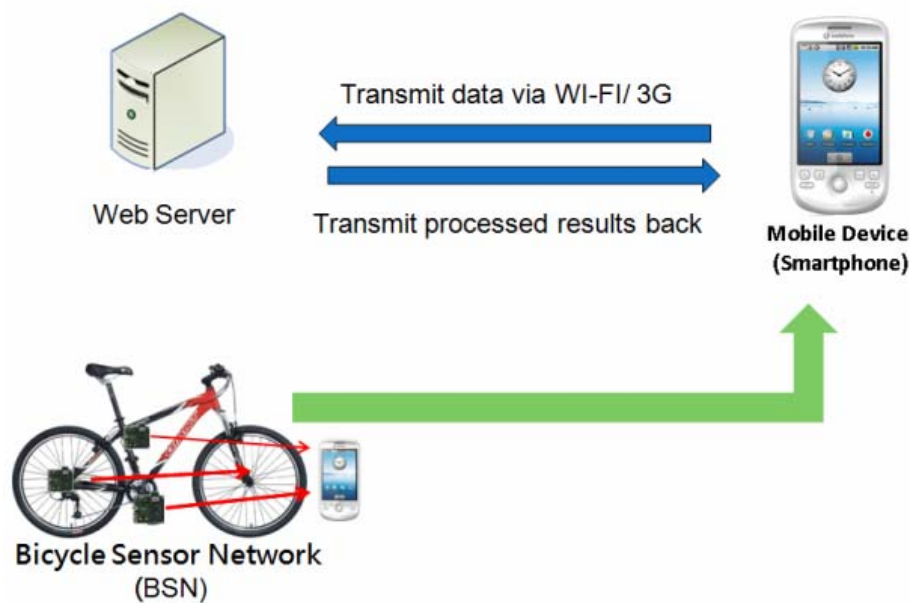 Transmit data via WI-FI/ 3G
Web Server
Transmit processed results back
Mobile Device
(Smartphone)
Bicycle Sensor Network
(BSN)